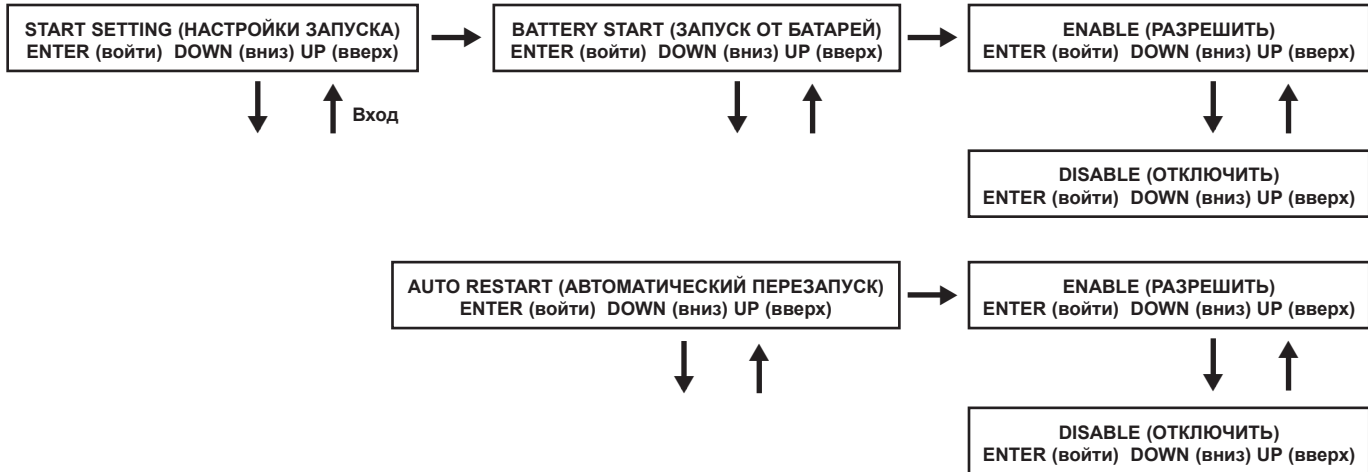 START SETTING (НАСТРОЙКИ ЗАПУСКА)
ENTER (войти) DOWN (вниз) UP (вверх)
BATTERY START (ЗАПУСК ОТ БАТАРЕЙ)
ENTER (войти) DOWN (вниз) UP (вверх)
ENABLE (РАЗРЕШИТЬ)
ENTER (войти) DOWN (вниз) UP (вверх)
Вход
DISABLE (ОТКЛЮЧИТЬ)
ENTER (войти) DOWN (вниз) UP (вверх)
AUTO RESTART (АВТОМАТИЧЕСКИЙ ПЕРЕЗАПУСК)
ENTER (войти) DOWN (вниз) UP (вверх)
ENABLE (РАЗРЕШИТЬ)
ENTER (войти) DOWN (вниз) UP (вверх)
DISABLE (ОТКЛЮЧИТЬ)
ENTER (войти) DOWN (вниз) UP (вверх)